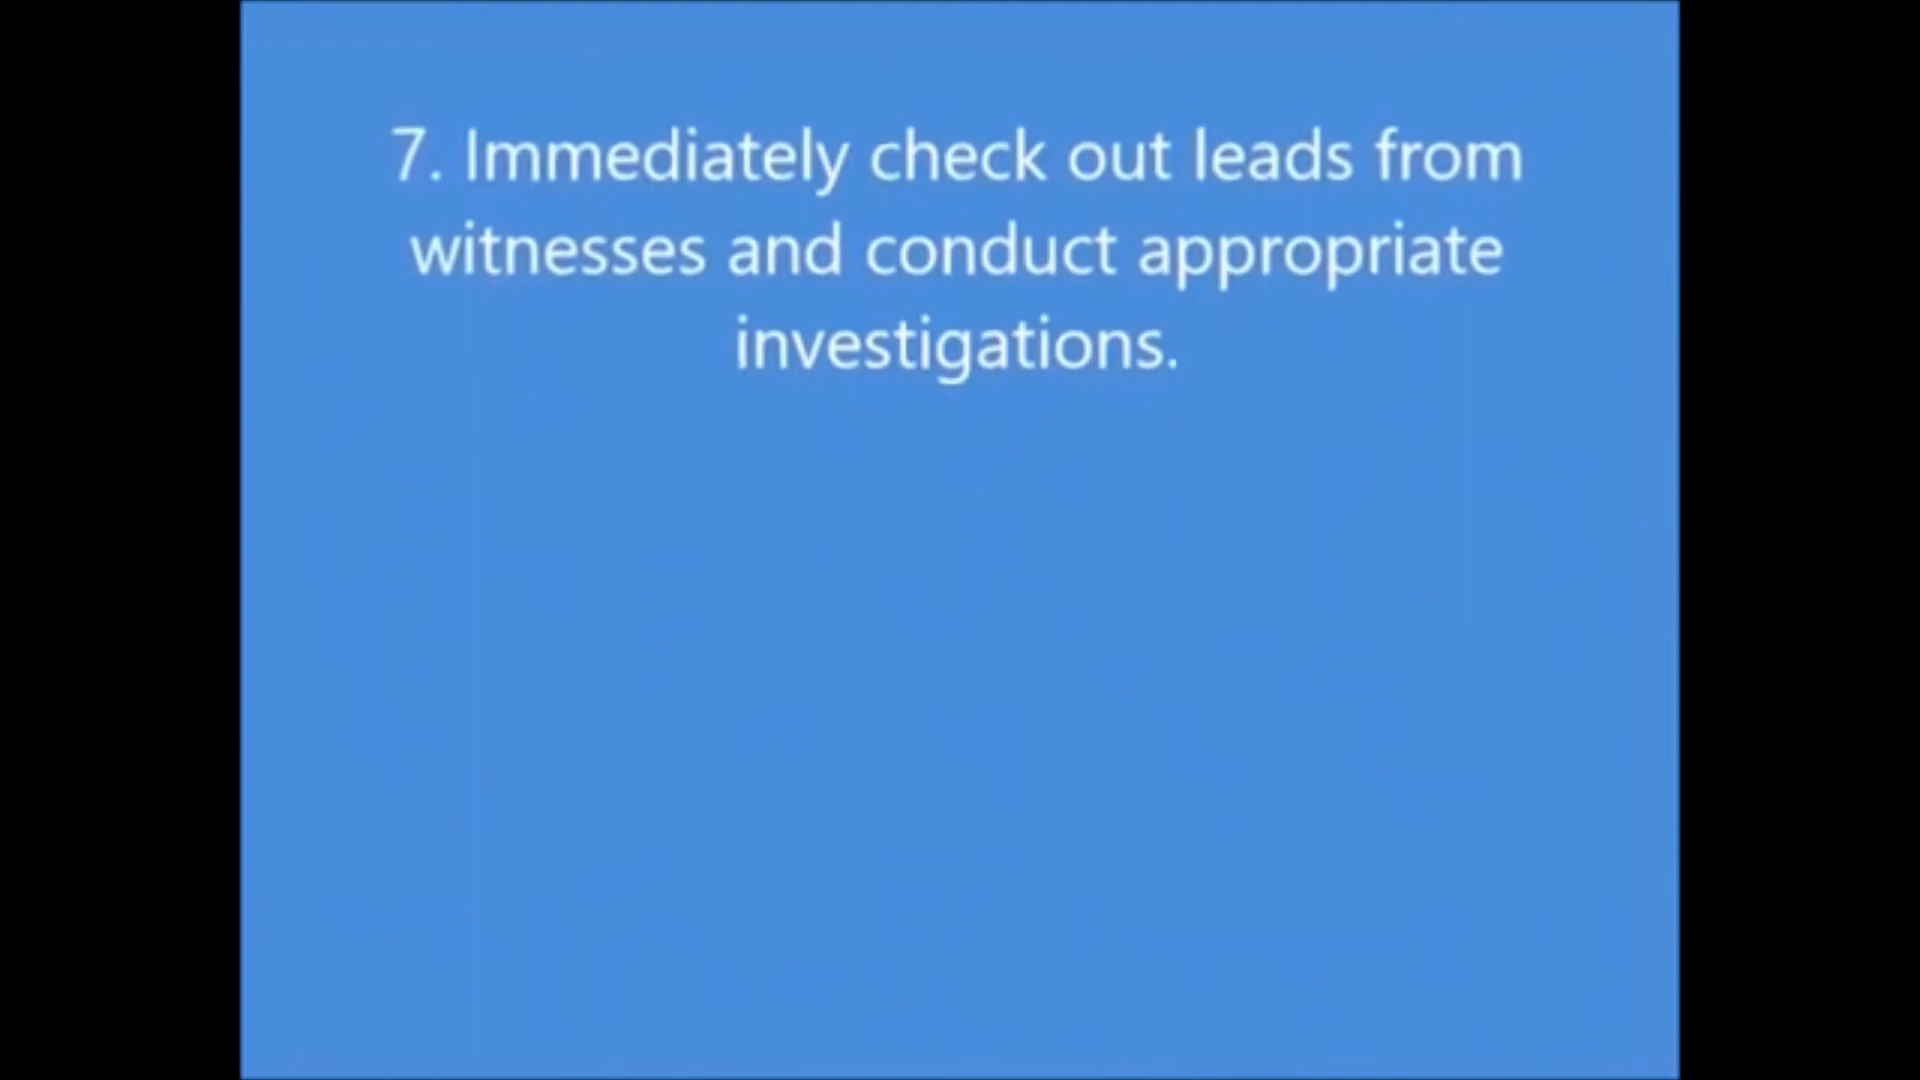 7. Immediately check out leads from
witnesses and conduct appropriate
investigations.